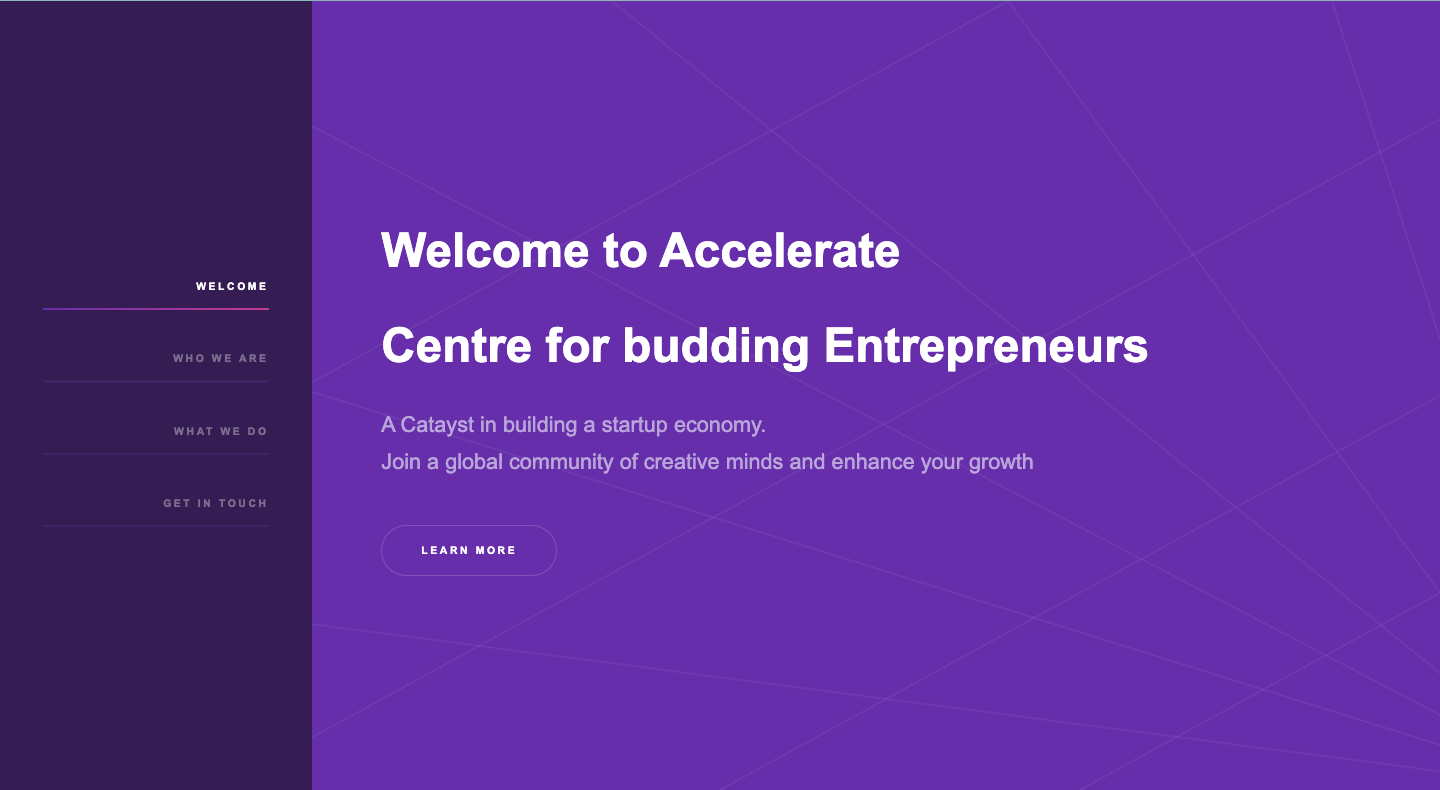 WELCOME
WHO WE ARE
WHAT WE DO
GET IN TOUCH
Welcome to Accelerate
Centre for budding Entrepreneurs
A Catayst in building a startup economy.
Join a global community of creative minds and enhance your growth
LEARN MORE